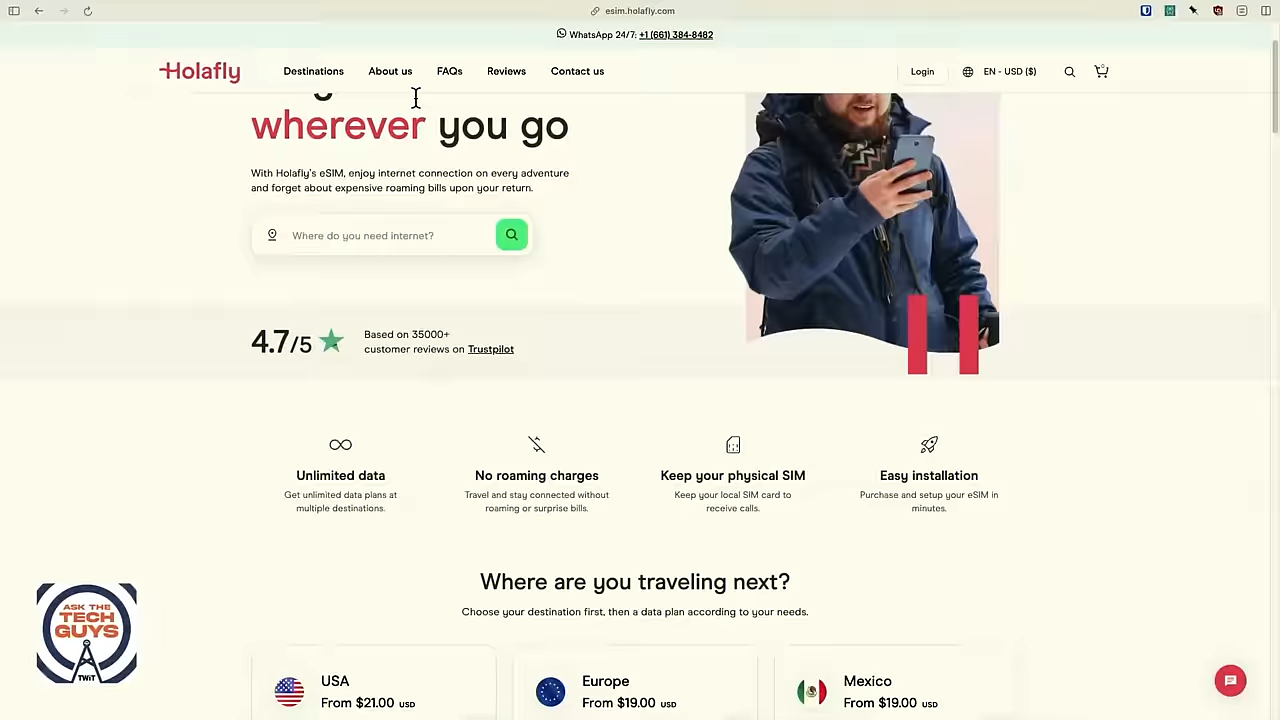 esim.holafly.com
WhatsApp 24/7: +1 (661) 384-8482
Holafly
Destinations
About us
FAQs
Reviews
Contact us
Login
EN - USD ($)
wherever you go
With Holafly's eSIM, enjoy internet connection on every adventure
and forget about expensive roaming bills upon your return.
Where do you need internet?
4.7/5
Based on 35000+
customer reviews on Trustpilot
Unlimited data
Get unlimited data plans at
multiple destinations.
No roaming charges
Travel and stay connected without
roaming or surprise bills.
Keep your physical SIM
Keep your local SIM card to
receive calls.
Easy installation
Purchase and setup your eSIM in
minutes.
Where are you traveling next?
Choose your destination first, then a data plan according to your needs.
USA
From $21.00 USD
Europe
From $19.00 USD
Mexico
From $19.00 USD
ASK THE
TECH
GUYS
TWiT